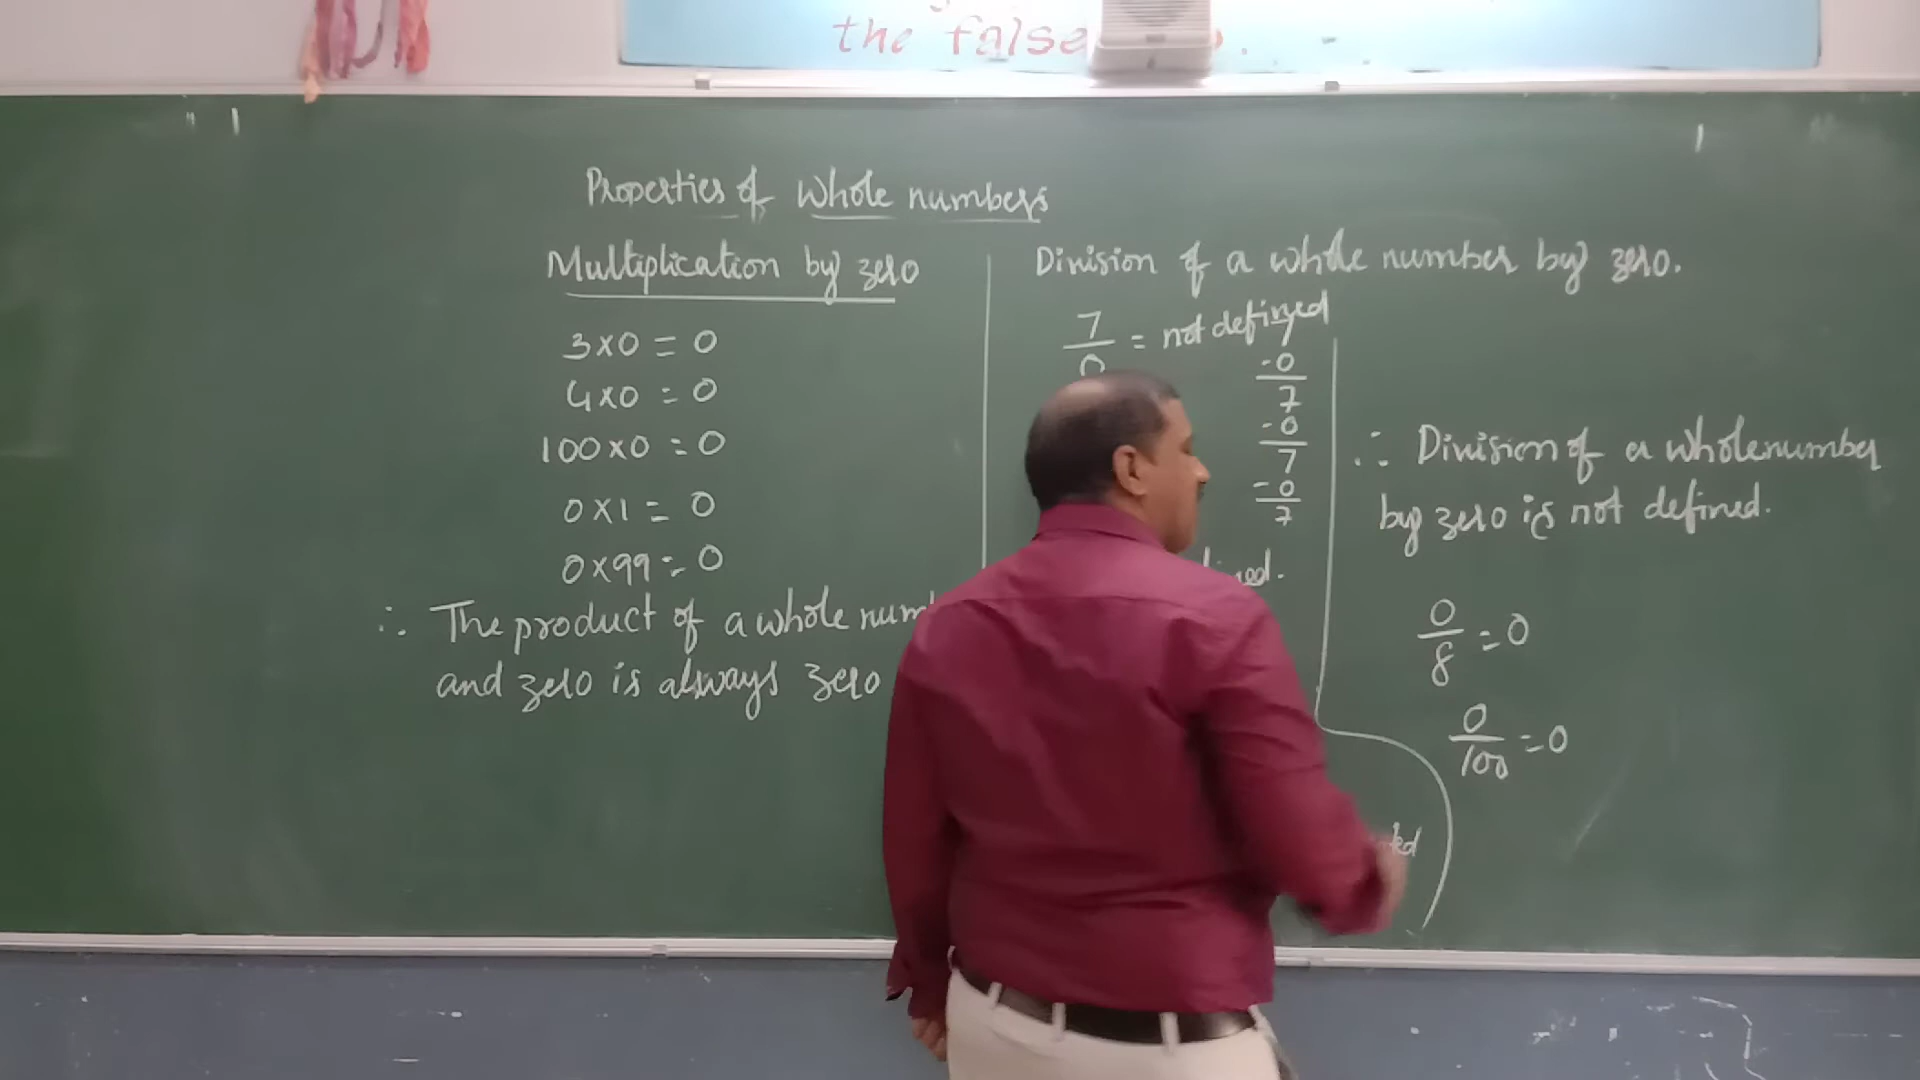 the false
Properties of Whole numbers
Multiplication by zero
3×0 = 0
4×0 = 0
100×0 = 0
0×1 = 0
0×99 = 0
∴ The product of a whole
and zero is always zero
Division of a whole number by zero.
7/0 = not defined
7
-0
7
-0
7
-0
7
∴ Division of a whole number
by zero is not defined.
0/8 = 0
0/100 = 0